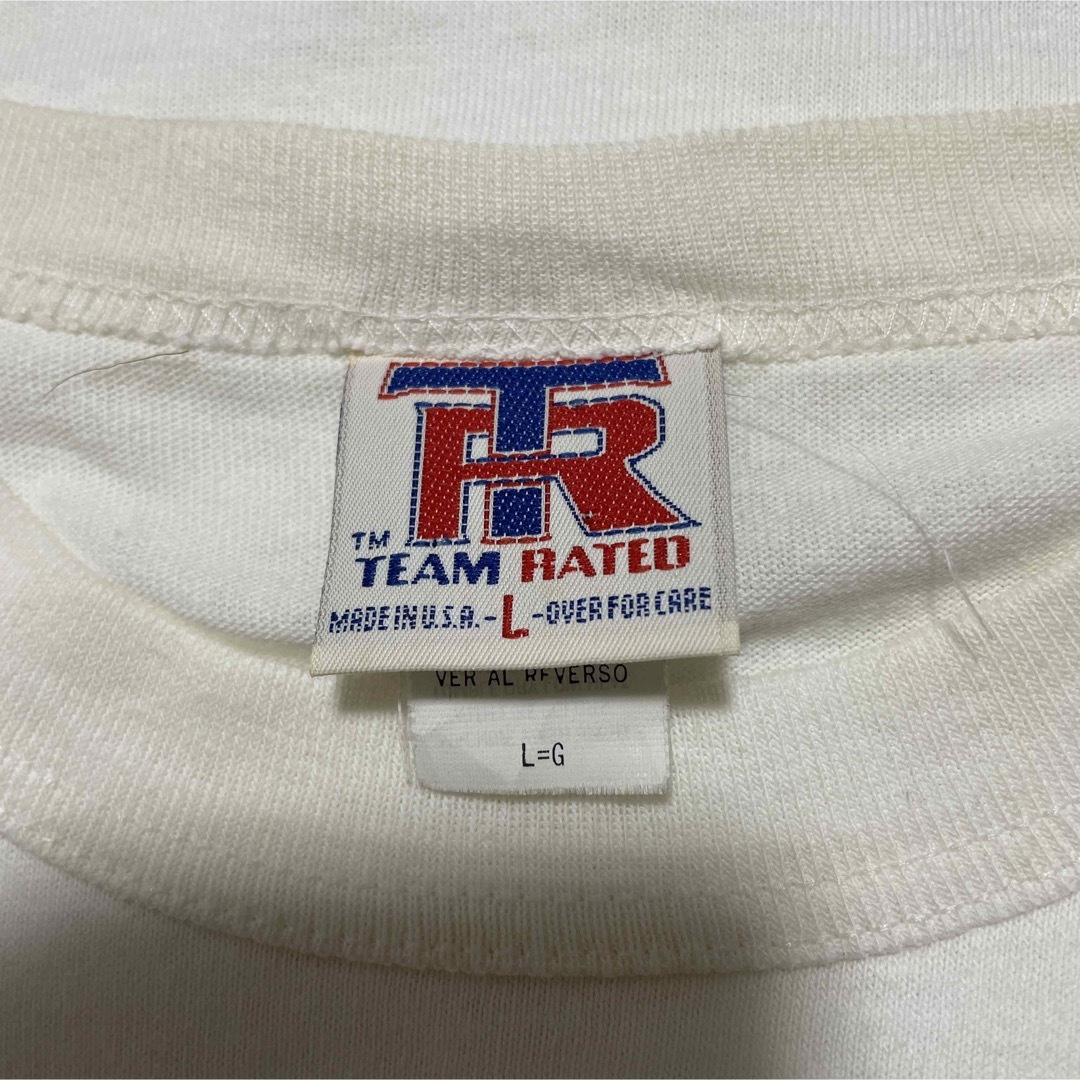 TR
TM
TEAM RATED
MADE IN U.S.A.-L-OVER FOR CARE
VER AL REVERSO
L=G